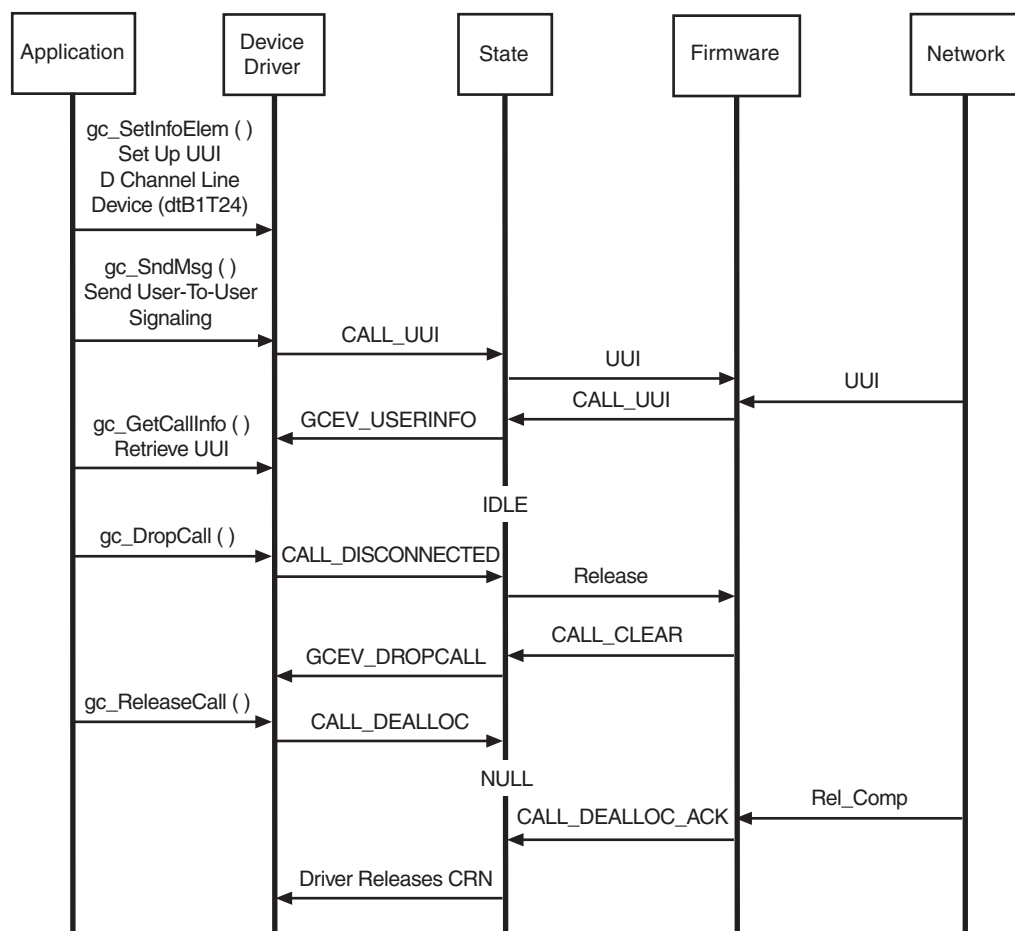 Application
Device
Driver
State
Firmware
Network
gc_SetInfoElem ( )
Set Up UUI
D Channel Line
Device (dtB1T24)
gc_SndMsg ( )
Send User-To-User
Signaling
CALL_UUI
UUI
UUI
CALL_UUI
GCEV_USERINFO
gc_GetCallInfo ( )
Retrieve UUI
IDLE
gc_DropCall ( )
CALL_DISCONNECTED
Release
CALL_CLEAR
GCEV_DROPCALL
gc_ReleaseCall ( )
CALL_DEALLOC
NULL
Rel_Comp
CALL_DEALLOC_ACK
Driver Releases CRN